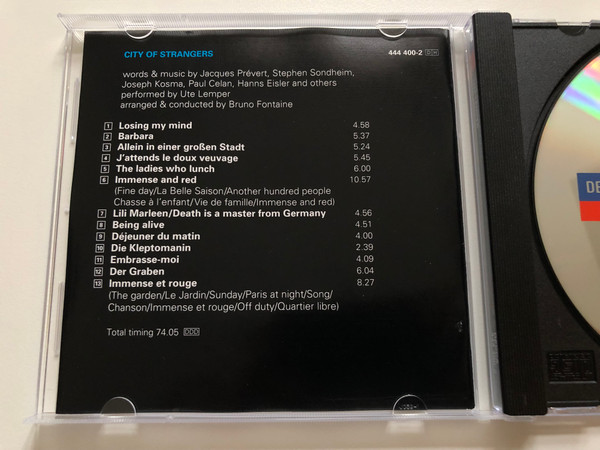 CITY OF STRANGERS 444 400-2
words & music by Jacques Prévert, Stephen Sondheim,
Joseph Kosma, Paul Celan, Hanns Eisler and others
performed by Ute Lemper
arranged & conducted by Bruno Fontaine
1 Losing my mind 4.58
2 Barbara 5.37
3 Allein in einer großen Stadt 5.24
4 J'attends le doux veuvage 5.45
5 The ladies who lunch 6.00
6 Immense and red 10.57
(Fine day/La Belle Saison/Another hundred people
Chasse à l'enfant/Vie de famille/Immense and red)
7 Lili Marleen/Death is a master from Germany 4.56
8 Being alive 4.51
9 Déjeuner du matin 4.00
10 Die Kleptomanin 2.39
11 Embrasse-moi 4.09
12 Der Graben 6.04
13 Immense et rouge 8.27
(The garden/Le Jardin/Sunday/Paris at night/Song/
Chanson/Immense et rouge/Off duty/Quartier libre)
Total timing 74.05 DDD
DE